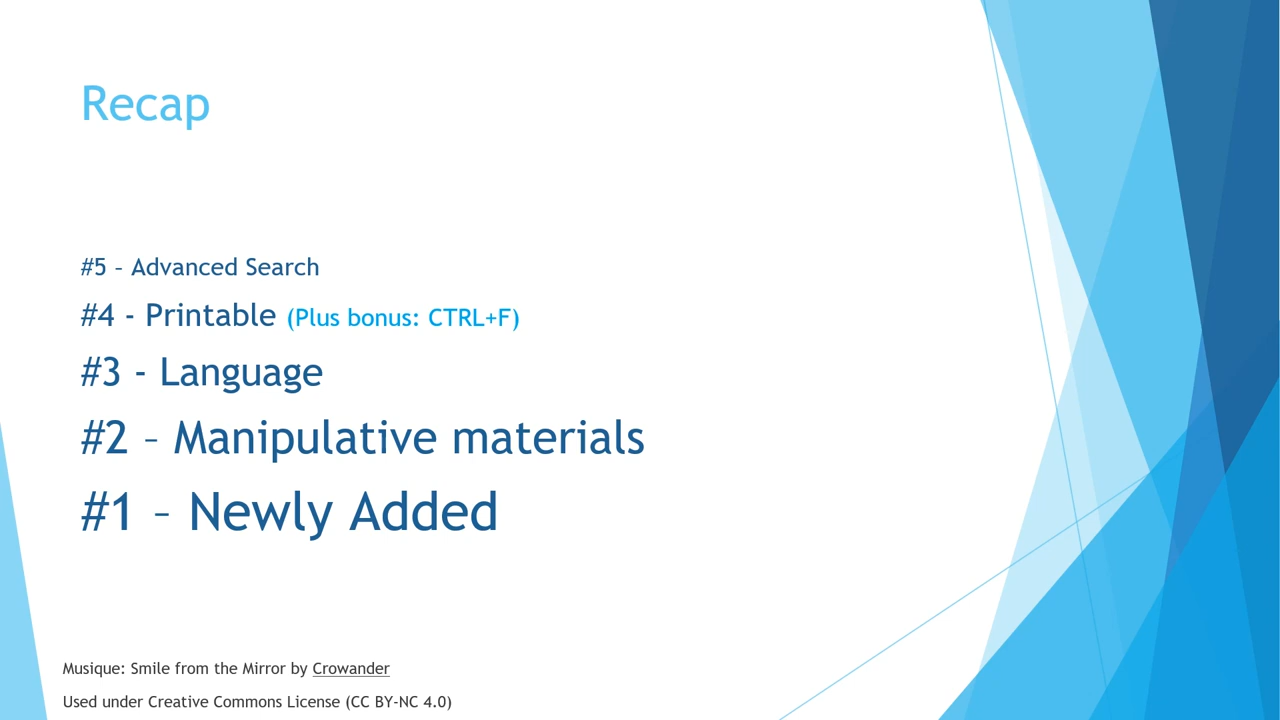 Recap
#5 – Advanced Search
#4 - Printable (Plus bonus: CTRL+F)
#3 - Language
#2 – Manipulative materials
#1 – Newly Added
Musique: Smile from the Mirror by Crowander
Used under Creative Commons License (CC BY-NC 4.0)